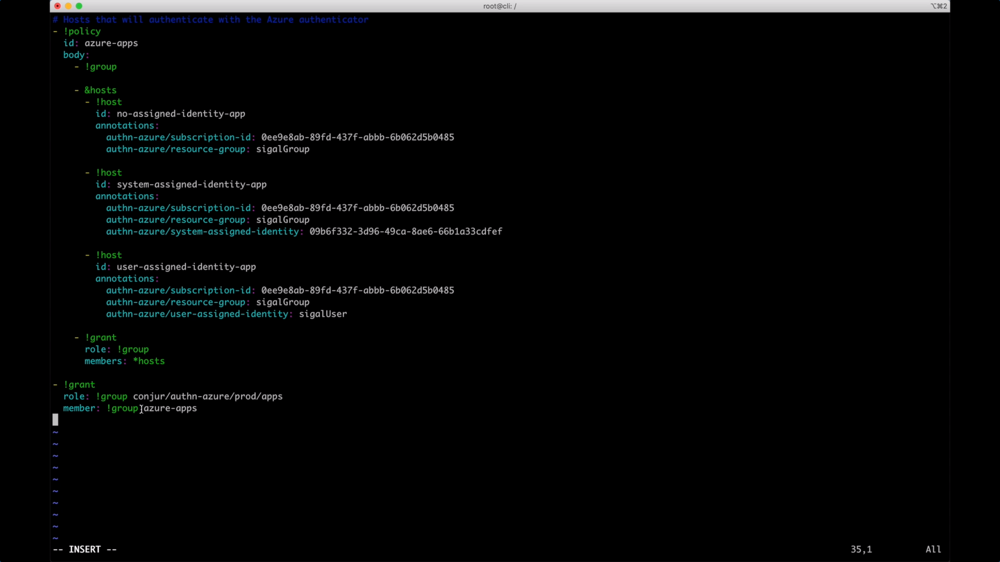 root@cli: /
⌥⌘2
# Hosts that will authenticate with the Azure authenticator
- !policy
  id: azure-apps
  body:
    - !group

    - &hosts
      - !host
        id: no-assigned-identity-app
        annotations:
          authn-azure/subscription-id: 0ee9e8ab-89fd-437f-abbb-6b062d5b0485
          authn-azure/resource-group: sigalGroup

      - !host
        id: system-assigned-identity-app
        annotations:
          authn-azure/subscription-id: 0ee9e8ab-89fd-437f-abbb-6b062d5b0485
          authn-azure/resource-group: sigalGroup
          authn-azure/system-assigned-identity: 09b6f332-3d96-49ca-8ae6-66b1a33cdfef

      - !host
        id: user-assigned-identity-app
        annotations:
          authn-azure/subscription-id: 0ee9e8ab-89fd-437f-abbb-6b062d5b0485
          authn-azure/resource-group: sigalGroup
          authn-azure/user-assigned-identity: sigalUser

    - !grant
      role: !group
      members: *hosts

- !grant
  role: !group conjur/authn-azure/prod/apps
  member: !group azure-apps

~
~
~
~
~
~
~
~
~
~
-- INSERT -- 35,1 All